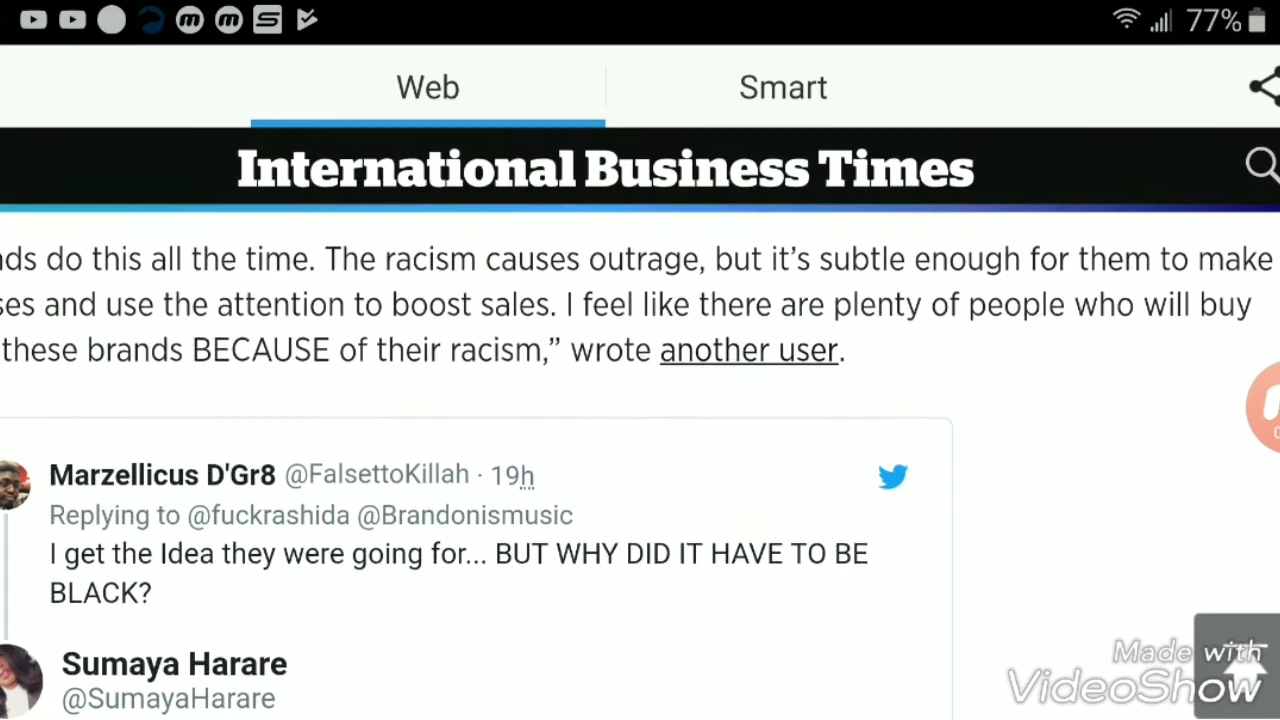 77%
Web
Smart
International Business Times
do this all the time. The racism causes outrage, but it’s subtle enough for them to make
and use the attention to boost sales. I feel like there are plenty of people who will buy
these brands BECAUSE of their racism,” wrote another user.
Marzellicus D'Gr8 @FalsettoKillah · 19h
Replying to @fuckrashida @Brandonismusic
I get the Idea they were going for... BUT WHY DID IT HAVE TO BE
BLACK?
Sumaya Harare
@SumayaHarare
Made with
VideoShow